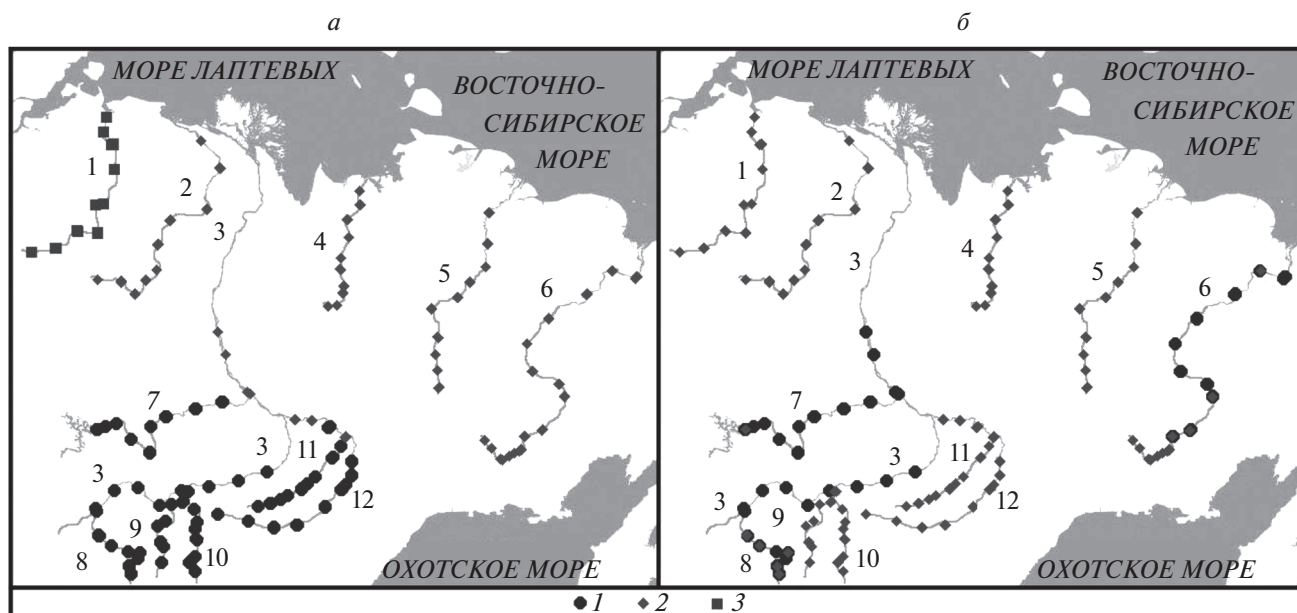 а
б
МОРЕ ЛАПТЕВЫХ
ВОСТОЧНО-
СИБИРСКОЕ
МОРЕ
1
2
3
4
5
6
7
3
11
3
12
9
8
10
ОХОТСКОЕ МОРЕ
МОРЕ ЛАПТЕВЫХ
ВОСТОЧНО-
СИБИРСКОЕ
МОРЕ
1
2
3
4
5
6
7
3
11
3
12
9
8
10
ОХОТСКОЕ МОРЕ
1 2 3